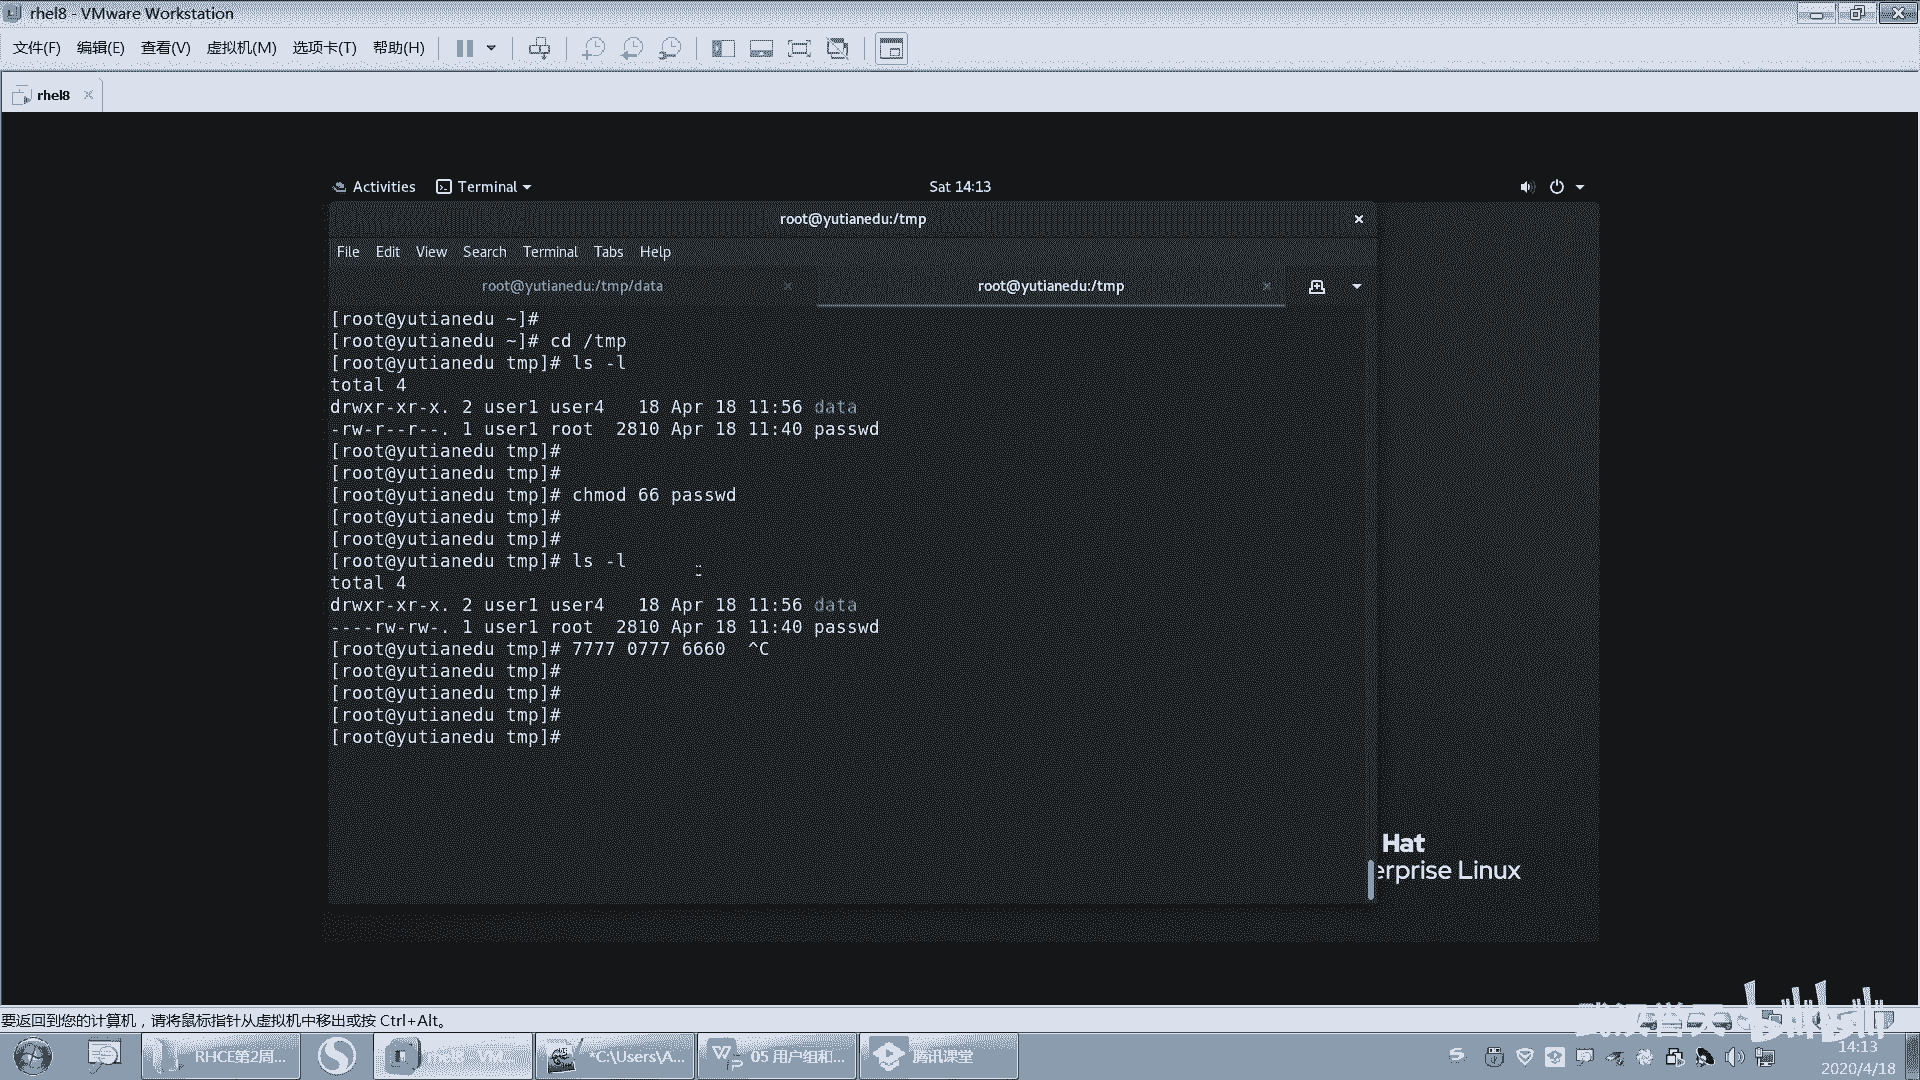 rhel8 - VMware Workstation
文件(F) 编辑(E) 查看(V) 虚拟机(M) 选项卡(T) 帮助(H)
rhel8
Activities Terminal Sat 14:13
root@yutianedu:/tmp
File Edit View Search Terminal Tabs Help
root@yutianedu:/tmp/data root@yutianedu:/tmp
[root@yutianedu ~]#
[root@yutianedu ~]# cd /tmp
[root@yutianedu tmp]# ls -l
total 4
drwxr-xr-x. 2 user1 user4   18 Apr 18 11:56 data
-rw-r--r--. 1 user1 root  2810 Apr 18 11:40 passwd
[root@yutianedu tmp]#
[root@yutianedu tmp]#
[root@yutianedu tmp]# chmod 66 passwd
[root@yutianedu tmp]#
[root@yutianedu tmp]#
[root@yutianedu tmp]# ls -l
total 4
drwxr-xr-x. 2 user1 user4   18 Apr 18 11:56 data
----rw-rw-. 1 user1 root  2810 Apr 18 11:40 passwd
[root@yutianedu tmp]# 7777 0777 6660  ^C
[root@yutianedu tmp]#
[root@yutianedu tmp]#
[root@yutianedu tmp]#
[root@yutianedu tmp]#
Hat
erprise Linux
要返回到您的计算机，请将鼠标指针从虚拟机中移出或按 Ctrl+Alt。
bilibili
RHCE第2周... rhel8 - VM... *C:\Users\A... 05 用户组和... 腾讯课堂
14:13
2020/4/18